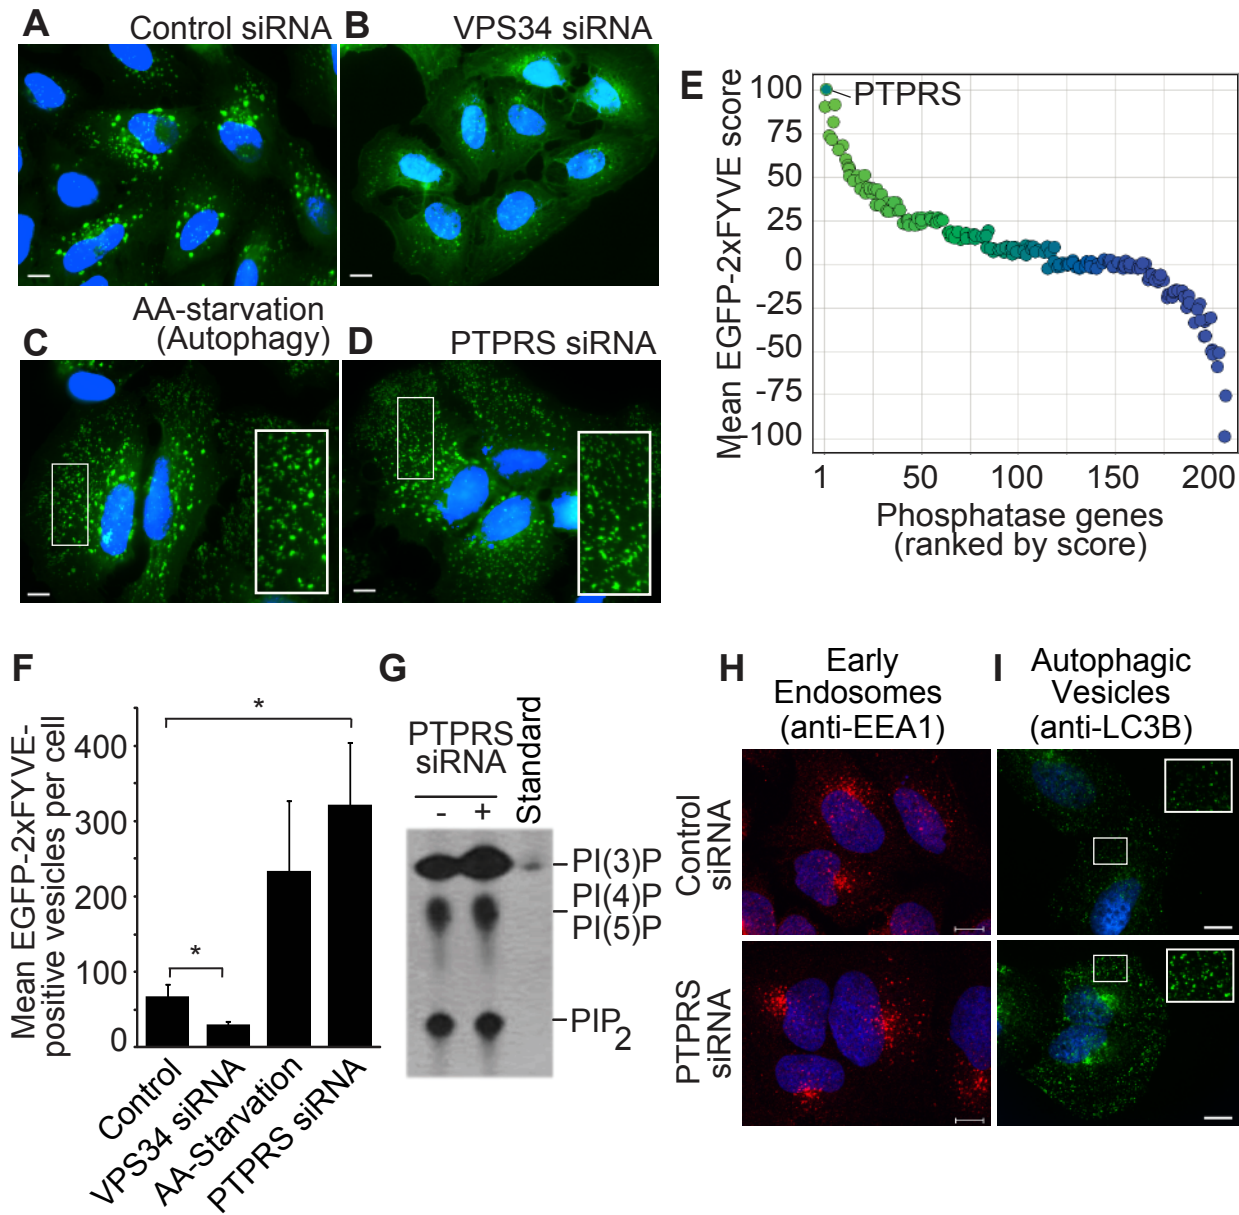 A Control siRNA
B VPS34 siRNA
C AA-starvation
(Autophagy)
D PTPRS siRNA
E
Mean EGFP-2xFYVE score
100
75
50
25
0
-25
-50
-75
-100
PTPRS
1 50 100 150 200
Phosphatase genes
(ranked by score)
F
Mean EGFP-2xFYVE-
positive vesicles per cell
400
300
200
100
0
*
*
Control
VPS34 siRNA
AA-Starvation
PTPRS siRNA
G
PTPRS
siRNA
- +
Standard
PI(3)P
PI(4)P
PI(5)P
PIP2
H Early
Endosomes
(anti-EEA1)
I Autophagic
Vesicles
(anti-LC3B)
Control
siRNA
PTPRS
siRNA